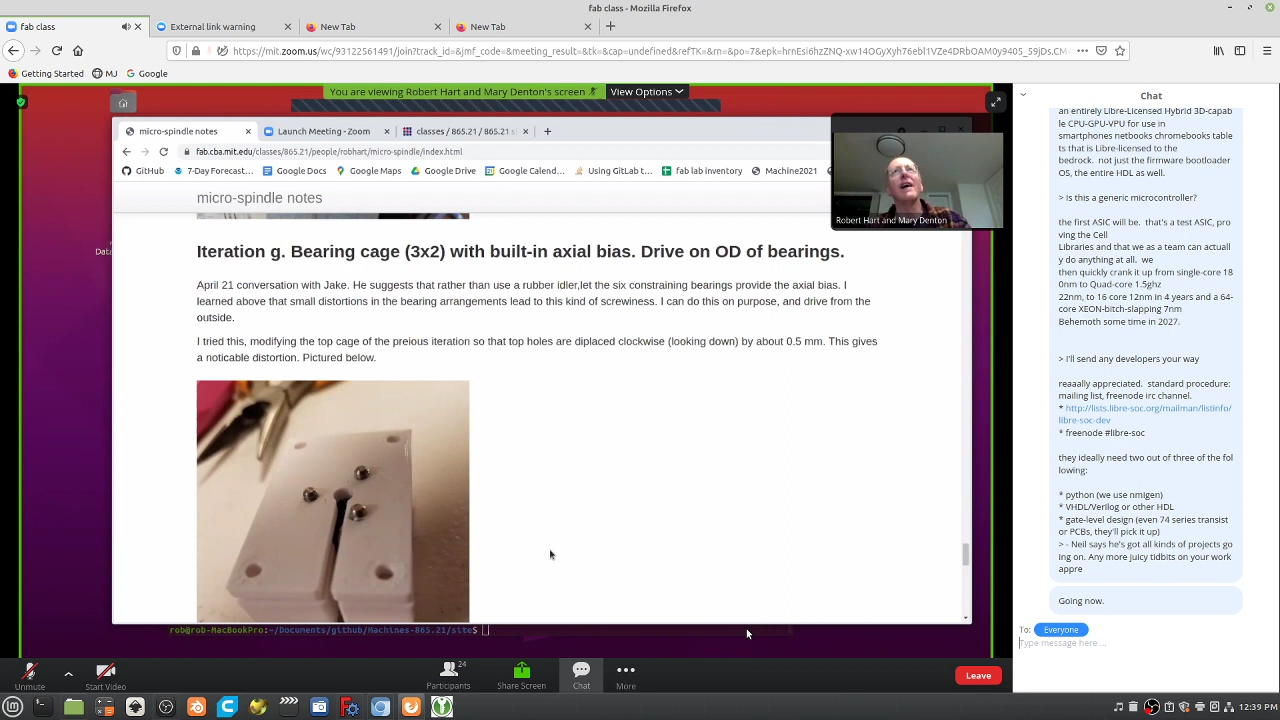 fab class - Mozilla Firefox
fab class
External link warning
New Tab
New Tab
https://mit.zoom.us/wc/93122561491/join?track_id=&jmf_code=&meeting_result=&tk=&cap=undefined&refTK=&rn=&po=7&epk=
Getting Started
MJ
Google
You are viewing Robert Hart and Mary Denton's screen
View Options
micro-spindle notes
Launch Meeting - Zoom
classes / 865.21 / 865.21
fab.cba.mit.edu/classes/865.21/people/robhart/micro-spindle/index.html
GitHub
7-Day Forecast...
Google Docs
Google Maps
Google Drive
Google Calend...
Using GitLab t...
fab lab inventory
Machine2021
micro-spindle notes
Robert Hart and Mary Denton
Iteration g. Bearing cage (3x2) with built-in axial bias. Drive on OD of bearings.
April 21 conversation with Jake. He suggests that rather than use a rubber idler,let the six constraining bearings provide the axial bias. I
learned above that small distortions in the bearing arrangements lead to this kind of screwiness. I can do this on purpose, and drive from the
outside.
I tried this, modifying the top cage of the preious iteration so that top holes are diplaced clockwise (looking down) by about 0.5 mm. This gives
a noticable distortion. Pictured below.
Dat
rob@rob-MacBookPro:~/Documents/github/Machines-865.21/site$
Chat
an entirely Libre-Licensed Hybrid 3D-capab
le CPU-GPU-VPU for use in
smartphones netbooks chromebooks table
ts that is Libre-licensed to the
bedrock. not just the firmware bootloader
OS, the entire HDL as well.
> Is this a generic microcontroller?
the first ASIC will be. that's a test ASIC, pro
ving the Cell
Libraries and that we as a team can actuall
y do anything at all. we
then quickly crank it up from single-core 18
0nm to Quad-core 1.5ghz
22nm, to 16 core 12nm in 4 years and a 64-
core XEON-bitch-slapping 7nm
Behemoth some time in 2027.
> I'll send any developers your way
reaaally appreciated. standard procedure:
mailing list, freenode irc channel.
* http://lists.libre-soc.org/mailman/listinfo/
libre-soc-dev
* freenode #libre-soc
they ideally need two out of three of the fol
lowing:
* python (we use nmigen)
* VHDL/Verilog or other HDL
* gate-level design (even 74 series transist
or PCBs, they'll pick it up)
> - Neil says he's got all kinds of projects go
ing on. Any more juicy tidbits on your work
appre
Going now.
To: Everyone
Type message here ...
Unmute
Start Video
Participants
24
Share Screen
Chat
More
Leave
12:39 PM